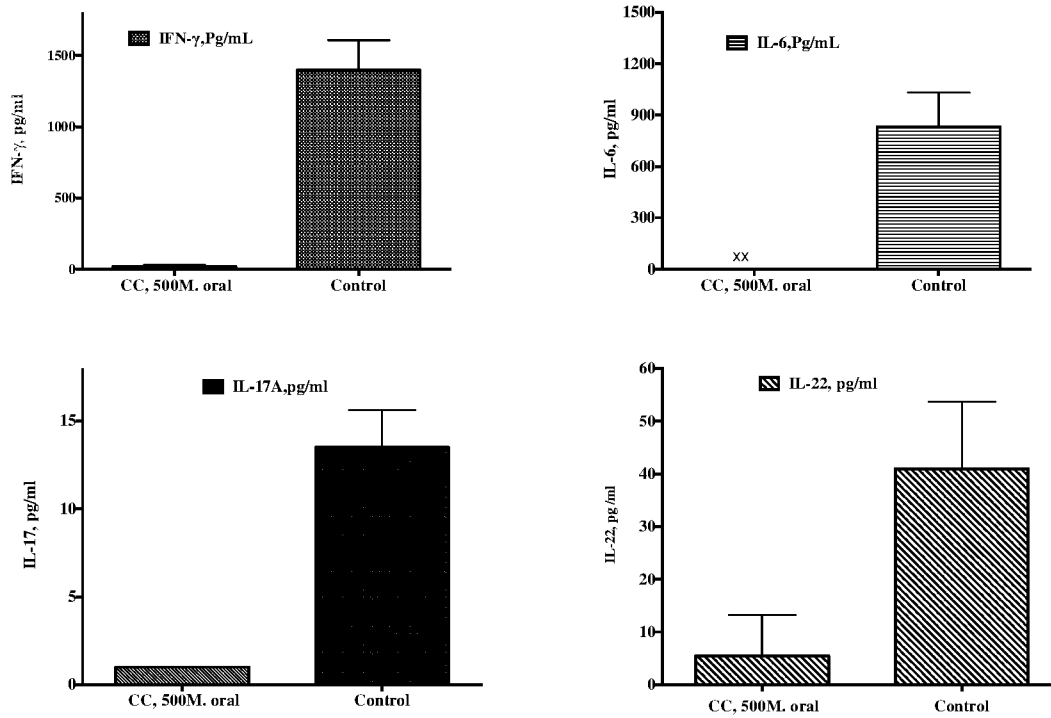 IFN-γ,Pg/mL
IFN-γ, pg/ml
1500
1000
500
0
CC, 500M. oral
Control
IL-6,Pg/mL
IL-6, pg/ml
1500
1200
900
600
300
0
XX
CC, 500M. oral
Control
IL-17A,pg/ml
IL-17, pg/ml
15
10
5
0
CC, 500M. oral
Control
IL-22, pg/ml
IL-22, pg/ml
60
50
40
30
20
10
0
CC, 500M. oral
Control